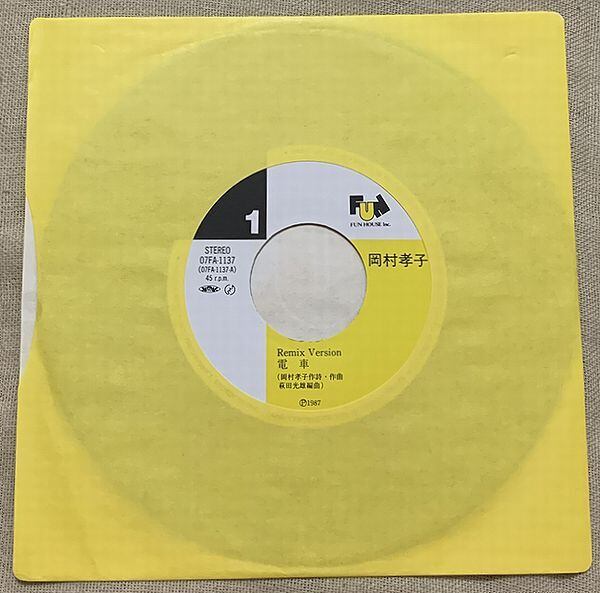 1
FUN
FUN HOUSE Inc.
STEREO
07FA-1137
(07FA-1137-A)
45 r.p.m.
岡村孝子
Remix Version
電 車
(岡村孝子作詩・作曲
萩田光雄編曲)
Ⓟ1987